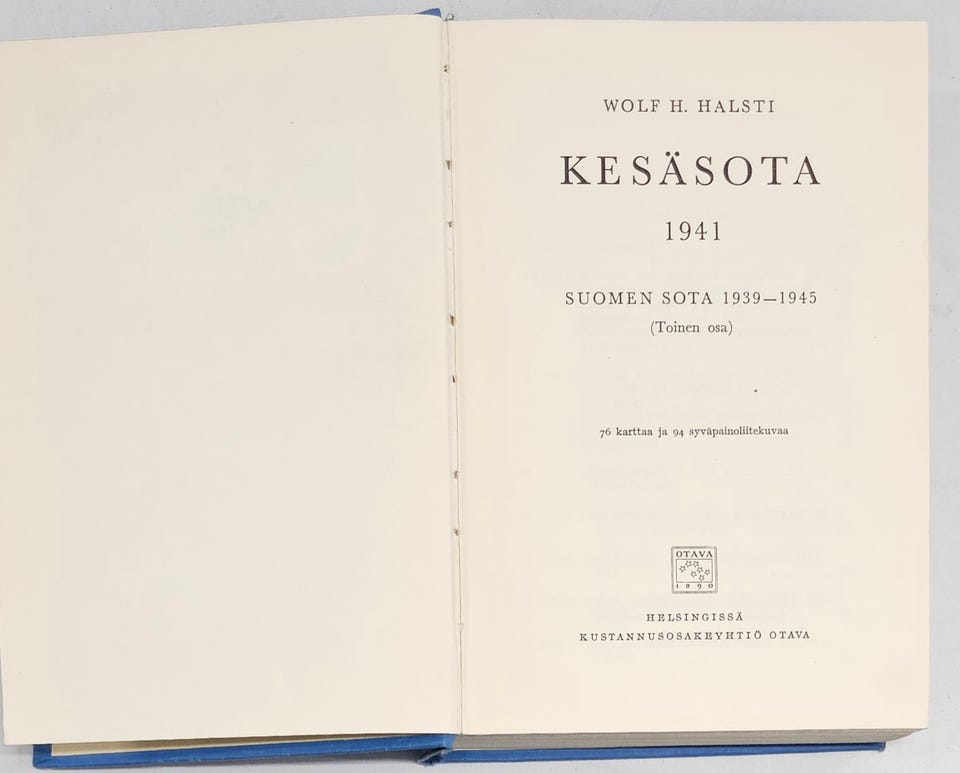 WOLF H. HALSTI
KESÄSOTA
1941
SUOMEN SOTA 1939—1945
(Toinen osa)
76 karttaa ja 94 syväpainoliitekuvaa
OTAVA
1890
HELSINGISSÄ
KUSTANNUSOSAKEYHTIÖ OTAVA